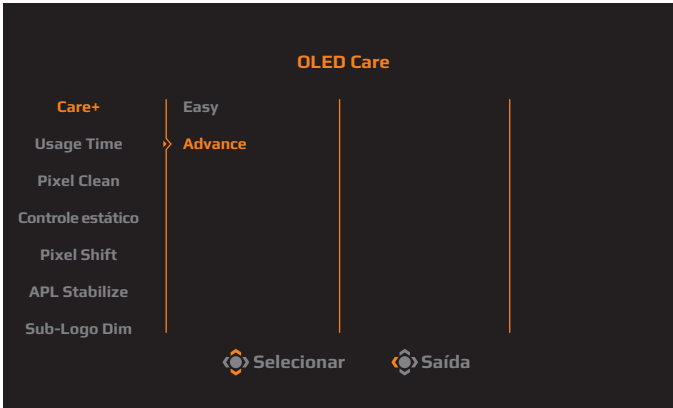 OLED Care
Care+ Easy
Usage Time Advance
Pixel Clean
Controle estático
Pixel Shift
APL Stabilize
Sub-Logo Dim
Selecionar Saída